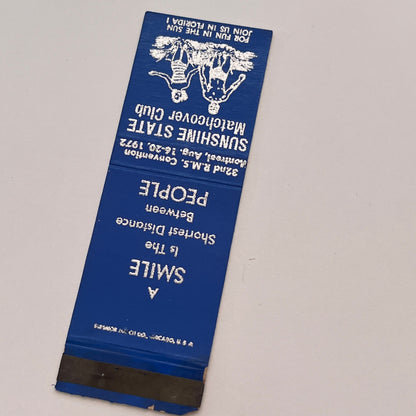 A
SMILE
Is The
Shortest Distance
Between
PEOPLE
32nd R.M.S. Convention
Montreal, Aug. 16-20, 1972
SUNSHINE STATE
Matchcover Club
FOR FUN IN THE SUN
JOIN US IN FLORIDA !